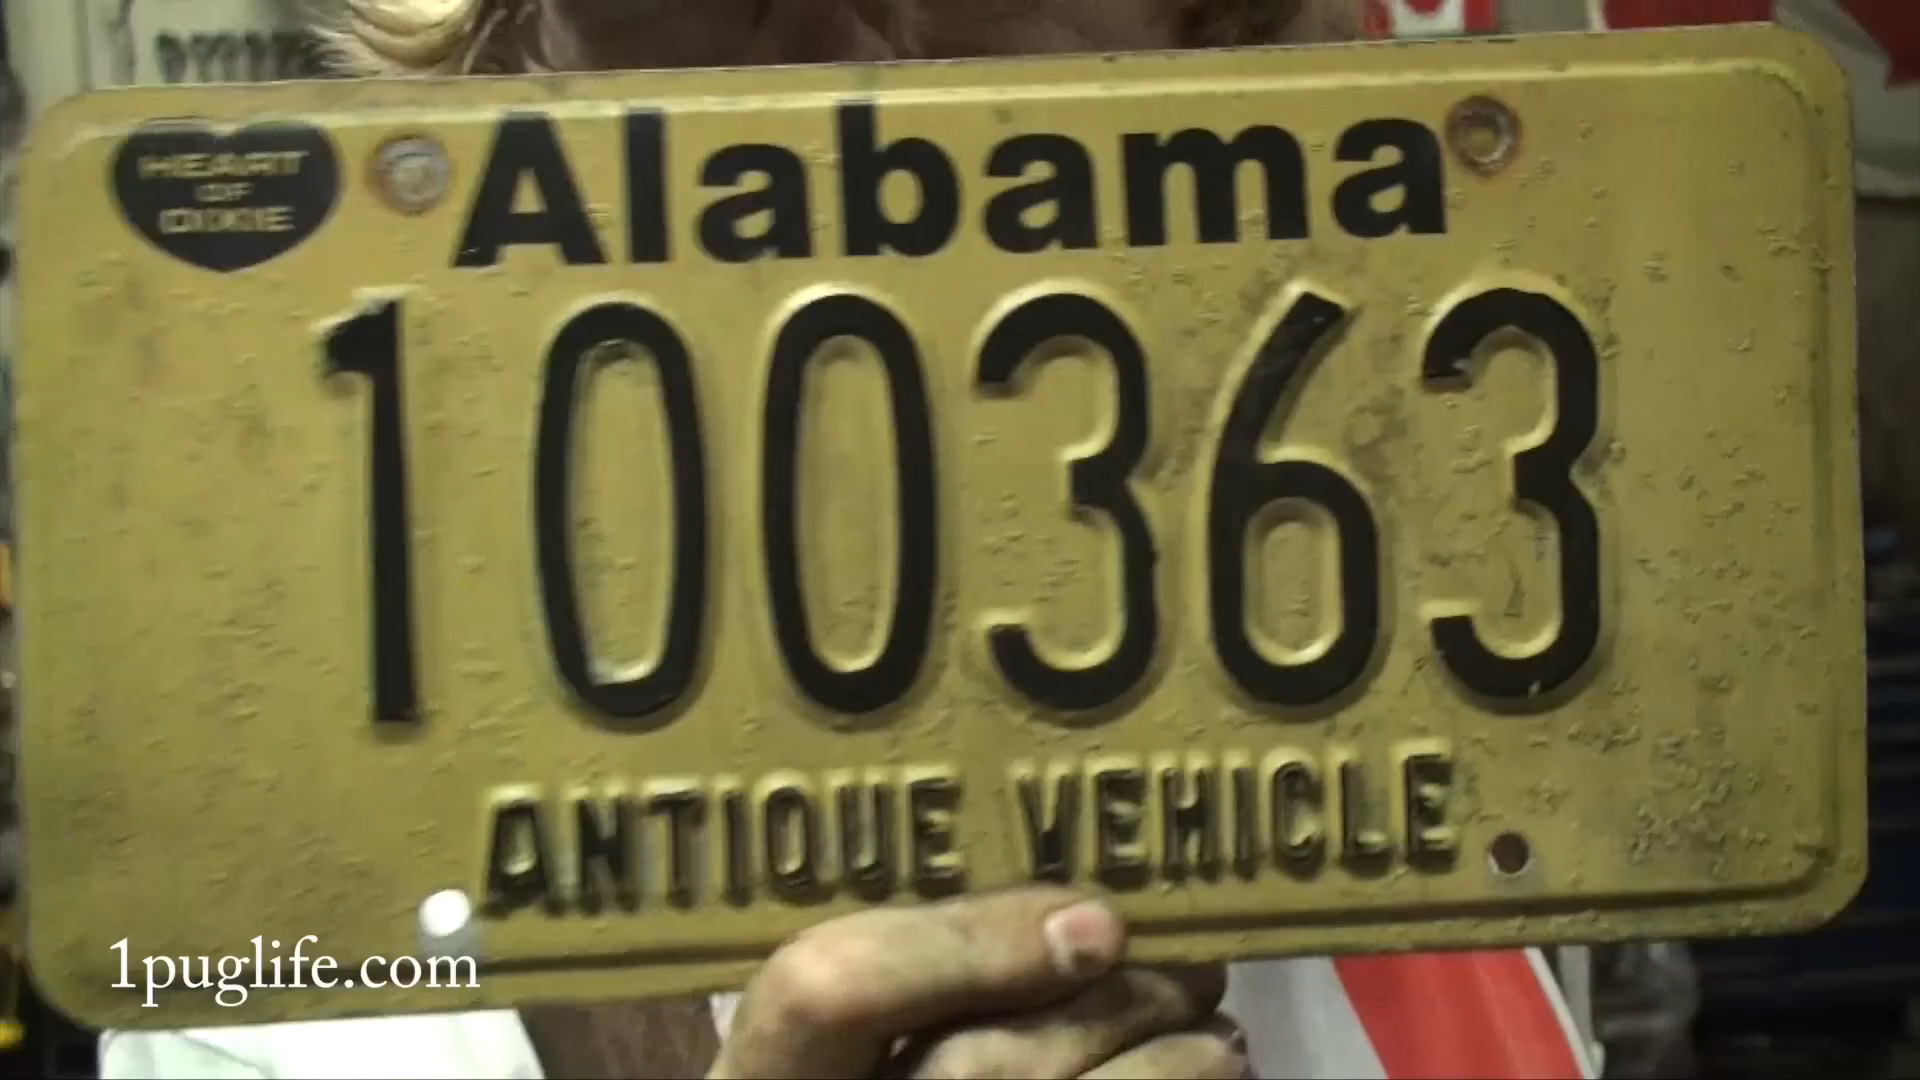 HEART
OF
DIXIE
Alabama
100363
ANTIQUE VEHICLE
1puglife.com